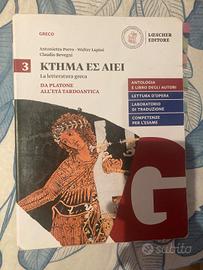 GRECO
LOESCHER
EDITORE
Antonietta Porro - Walter Lapini
Claudia Bevegni
3
ΚΤΗΜΑ ΕΣ ΑΙΕΙ
La letteratura greca
DA PLATONE
ALL'ETÀ TARDOANTICA
ANTOLOGIA
E LIBRO DEGLI AUTORI
LETTURA D'OPERA
LABORATORIO
DI TRADUZIONE
COMPETENZE
PER L'ESAME
G
subito